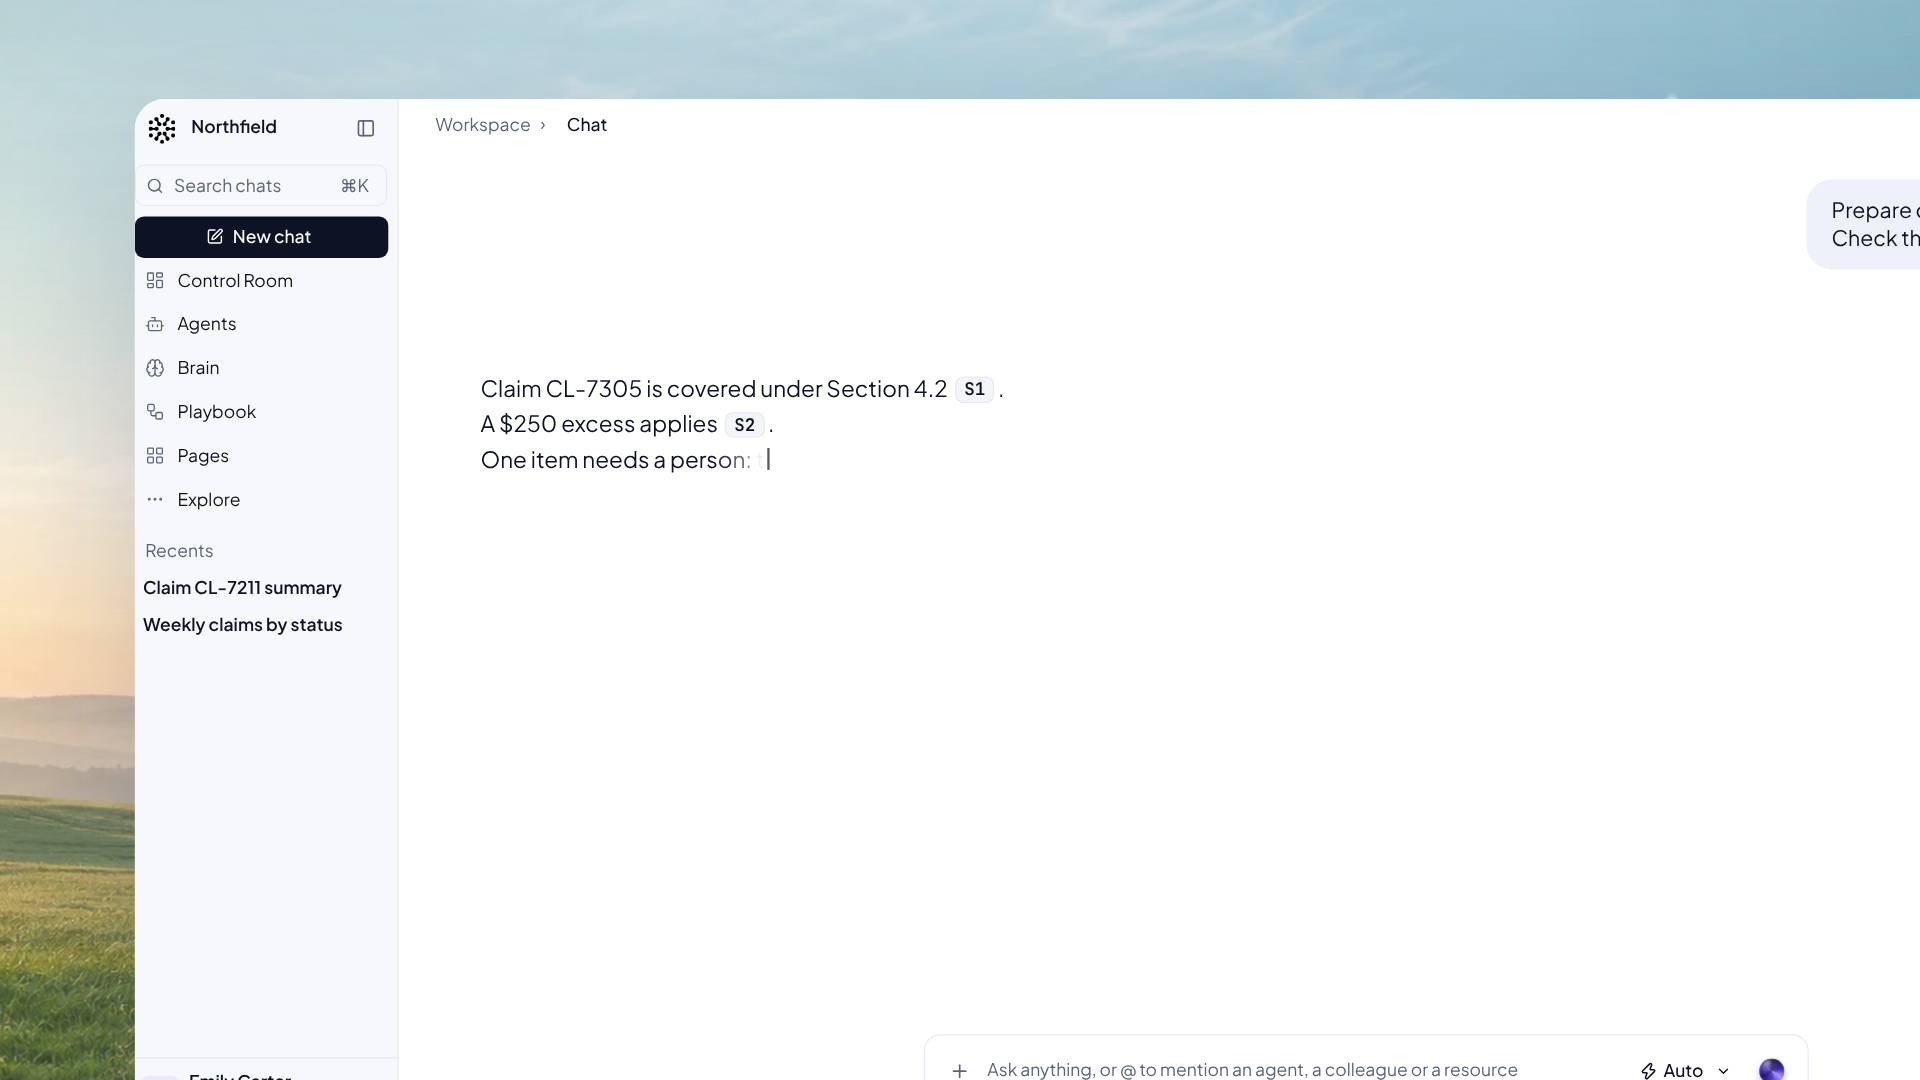 Northfield
Search chats ⌘K
New chat
Control Room
Agents
Brain
Playbook
Pages
Explore
Recents
Claim CL-7211 summary
Weekly claims by status
Emily Carter
Workspace › Chat
Prepare
Check
Claim CL-7305 is covered under Section 4.2 S1 .
A $250 excess applies S2 .
One item needs a person: t
Ask anything, or @ to mention an agent, a colleague or a resource
Auto